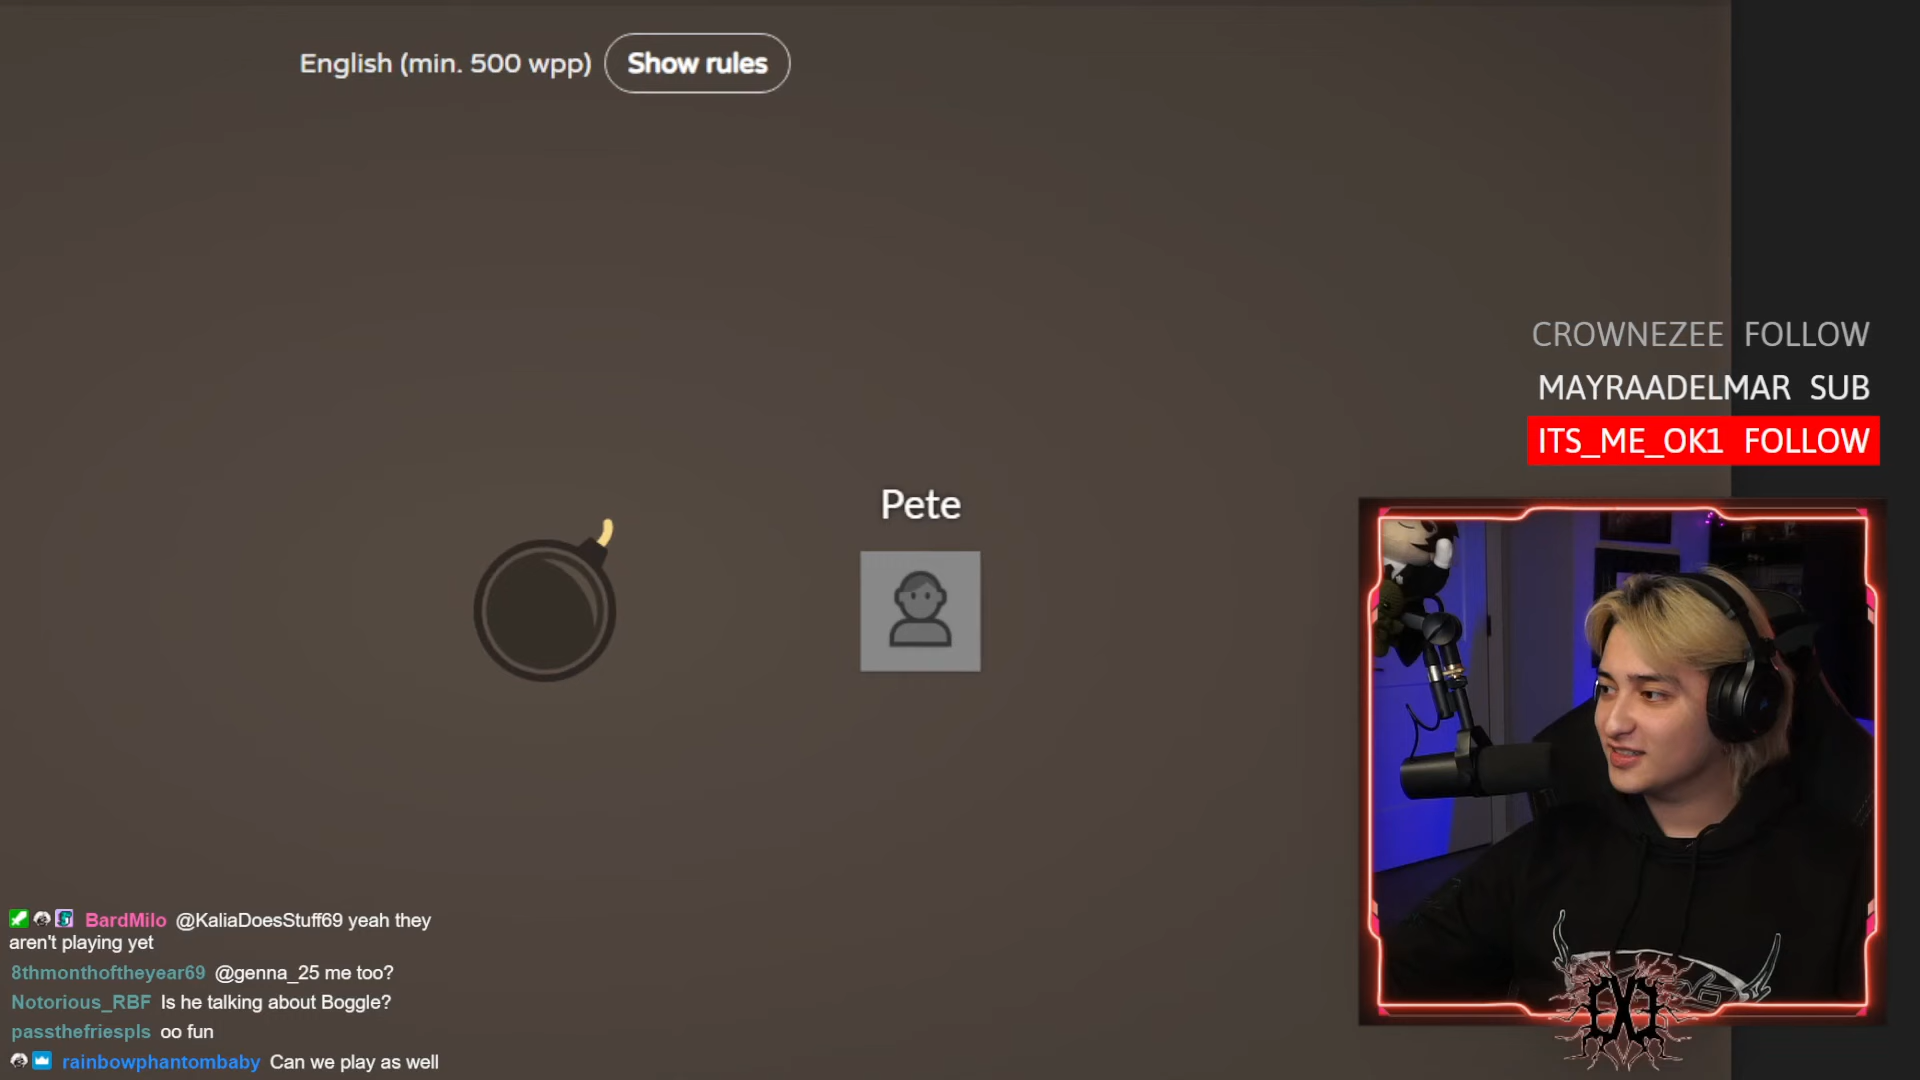 English (min. 500 wpp) Show rules
CROWNEZEE FOLLOW
MAYRAADELMAR SUB
ITS_ME_OK1 FOLLOW
Pete
BardMilo @KaliaDoesStuff69 yeah they
aren't playing yet
8thmonthoftheyear69 @genna_25 me too?
Notorious_RBF Is he talking about Boggle?
passthefriespls oo fun
rainbowphantombaby Can we play as well